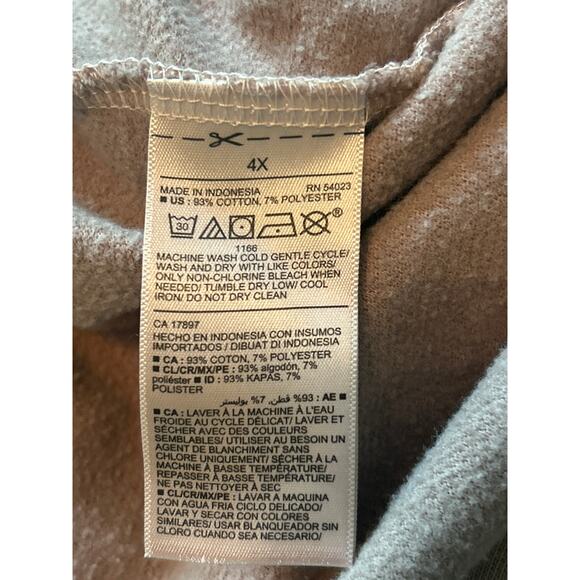 4X
MADE IN INDONESIA RN 54023
■ US : 93% COTTON, 7% POLYESTER
30 ®
1166
MACHINE WASH COLD GENTLE CYCLE/
WASH AND DRY WITH LIKE COLORS/
ONLY NON-CHLORINE BLEACH WHEN
NEEDED/ TUMBLE DRY LOW/ COOL
IRON/ DO NOT DRY CLEAN
CA 17897
HECHO EN INDONESIA CON INSUMOS
IMPORTADOS / DIBUAT DI INDONESIA
■ CA : 93% COTON, 7% POLYESTER
■ CL/CR/MX/PE : 93% algodón, 7%
poliéster ■ ID : 93% KAPAS, 7%
POLISTER
■ AE : 93% قطن, 7% بوليستر
■ CA : LAVER À LA MACHINE À L'EAU
FROIDE AU CYCLE DÉLICAT/ LAVER ET
SÉCHER AVEC DES COULEURS
SEMBLABLES/ UTILISER AU BESOIN UN
AGENT DE BLANCHIMENT SANS
CHLORE UNIQUEMENT/ SÉCHER À LA
MACHINE À BASSE TEMPÉRATURE/
REPASSER À BASSE TEMPÉRATURE/
NE PAS NETTOYER À SEC
■ CL/CR/MX/PE : LAVAR A MAQUINA
CON AGUA FRIA CICLO DELICADO/
LAVAR Y SECAR CON COLORES
SIMILARES/ USAR BLANQUEADOR SIN
CLORO CUANDO SEA NECESARIO/